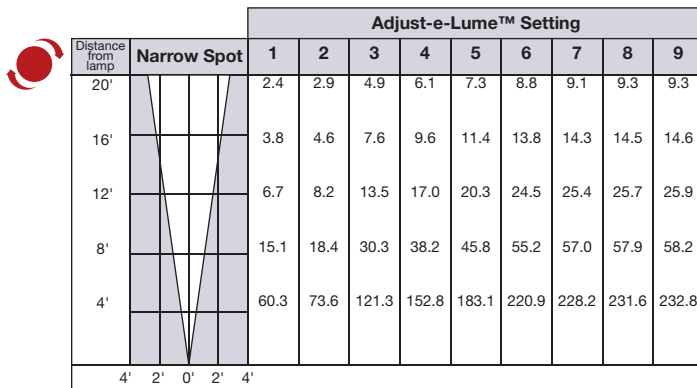 Adjust-e-Lume™ Setting
Distance
from
lamp
Narrow Spot 1 2 3 4 5 6 7 8 9
20' 2.4 2.9 4.9 6.1 7.3 8.8 9.1 9.3 9.3
16' 3.8 4.6 7.6 9.6 11.4 13.8 14.3 14.5 14.6
12' 6.7 8.2 13.5 17.0 20.3 24.5 25.4 25.7 25.9
8' 15.1 18.4 30.3 38.2 45.8 55.2 57.0 57.9 58.2
4' 60.3 73.6 121.3 152.8 183.1 220.9 228.2 231.6 232.8
4' 2' 0' 2' 4'